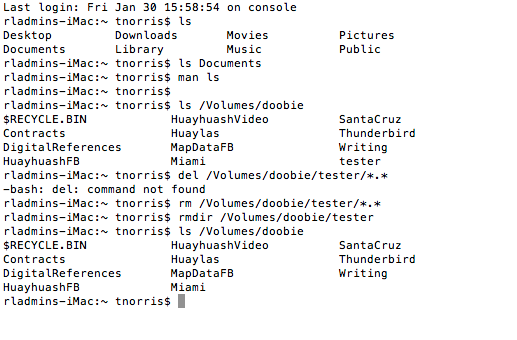 Last login: Fri Jan 30 15:58:54 on console
rladmins-iMac:~ tnorris$ ls
Desktop Downloads Movies Pictures
Documents Library Music Public
rladmins-iMac:~ tnorris$ ls Documents
rladmins-iMac:~ tnorris$ man ls
rladmins-iMac:~ tnorris$
rladmins-iMac:~ tnorris$ ls /Volumes/doobie
$RECYCLE.BIN HuayhuashVideo SantaCruz
Contracts Huaylas Thunderbird
DigitalReferences MapDataFB Writing
HuayhuashFB Miami tester
rladmins-iMac:~ tnorris$ del /Volumes/doobie/tester/*.*
-bash: del: command not found
rladmins-iMac:~ tnorris$ rm /Volumes/doobie/tester/*.*
rladmins-iMac:~ tnorris$ rmdir /Volumes/doobie/tester
rladmins-iMac:~ tnorris$ ls /Volumes/doobie
$RECYCLE.BIN HuayhuashVideo SantaCruz
Contracts Huaylas Thunderbird
DigitalReferences MapDataFB Writing
HuayhuashFB Miami
rladmins-iMac:~ tnorris$